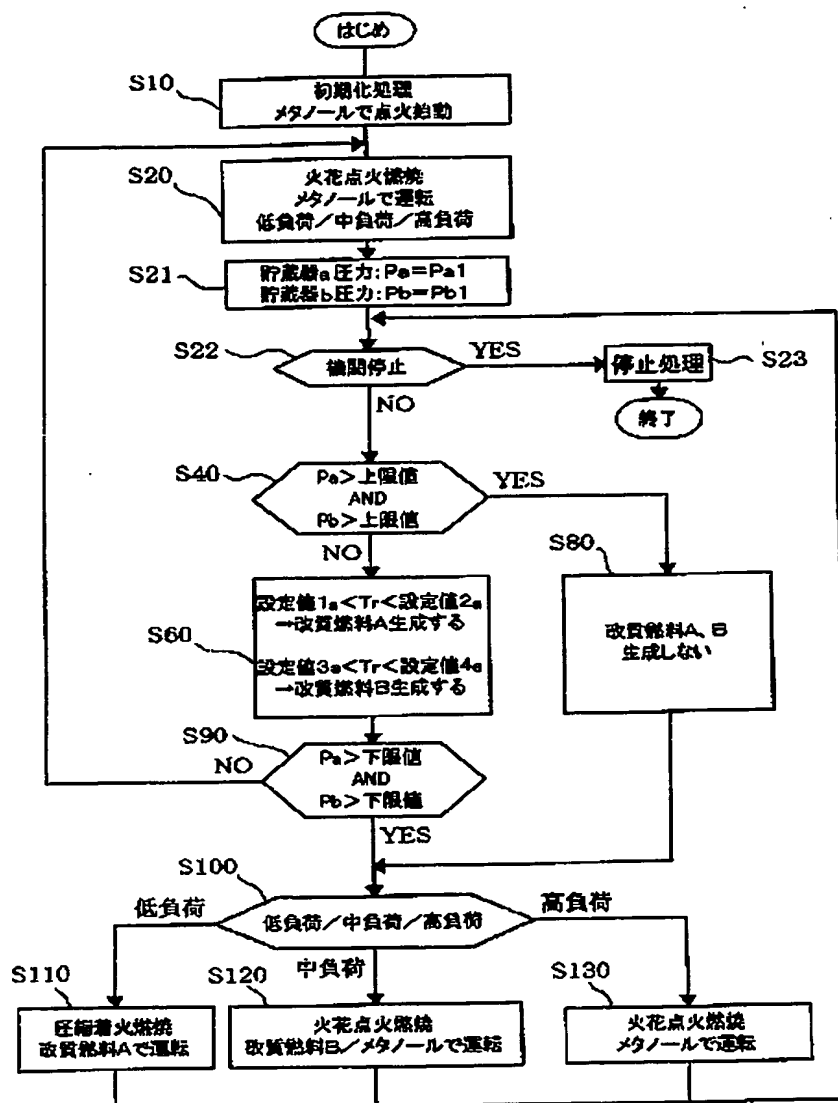 はじめ
S10
初期化処理
メタノールで点火始動
S20
火花点火燃焼
メタノールで運転
低負荷／中負荷／高負荷
S21
貯蔵器a圧力:Pa=Pa1
貯蔵器b圧力:Pb=Pb1
S22
機関停止
YES
停止処理
S23
NO
終了
S40
Pa>上限値
AND
Pb>上限値
YES
NO
S80
S60
設定値1a<Tr<設定値2a
→改質燃料A生成する
設定値3a<Tr<設定値4a
→改質燃料B生成する
改質燃料A、B
生成しない
S90
NO
Pa>下限値
AND
Pb>下限値
YES
S100
低負荷
低負荷／中負荷／高負荷
高負荷
中負荷
S110
圧縮着火燃焼
改質燃料Aで運転
S120
火花点火燃焼
改質燃料B／メタノールで運転
S130
火花点火燃焼
メタノールで運転